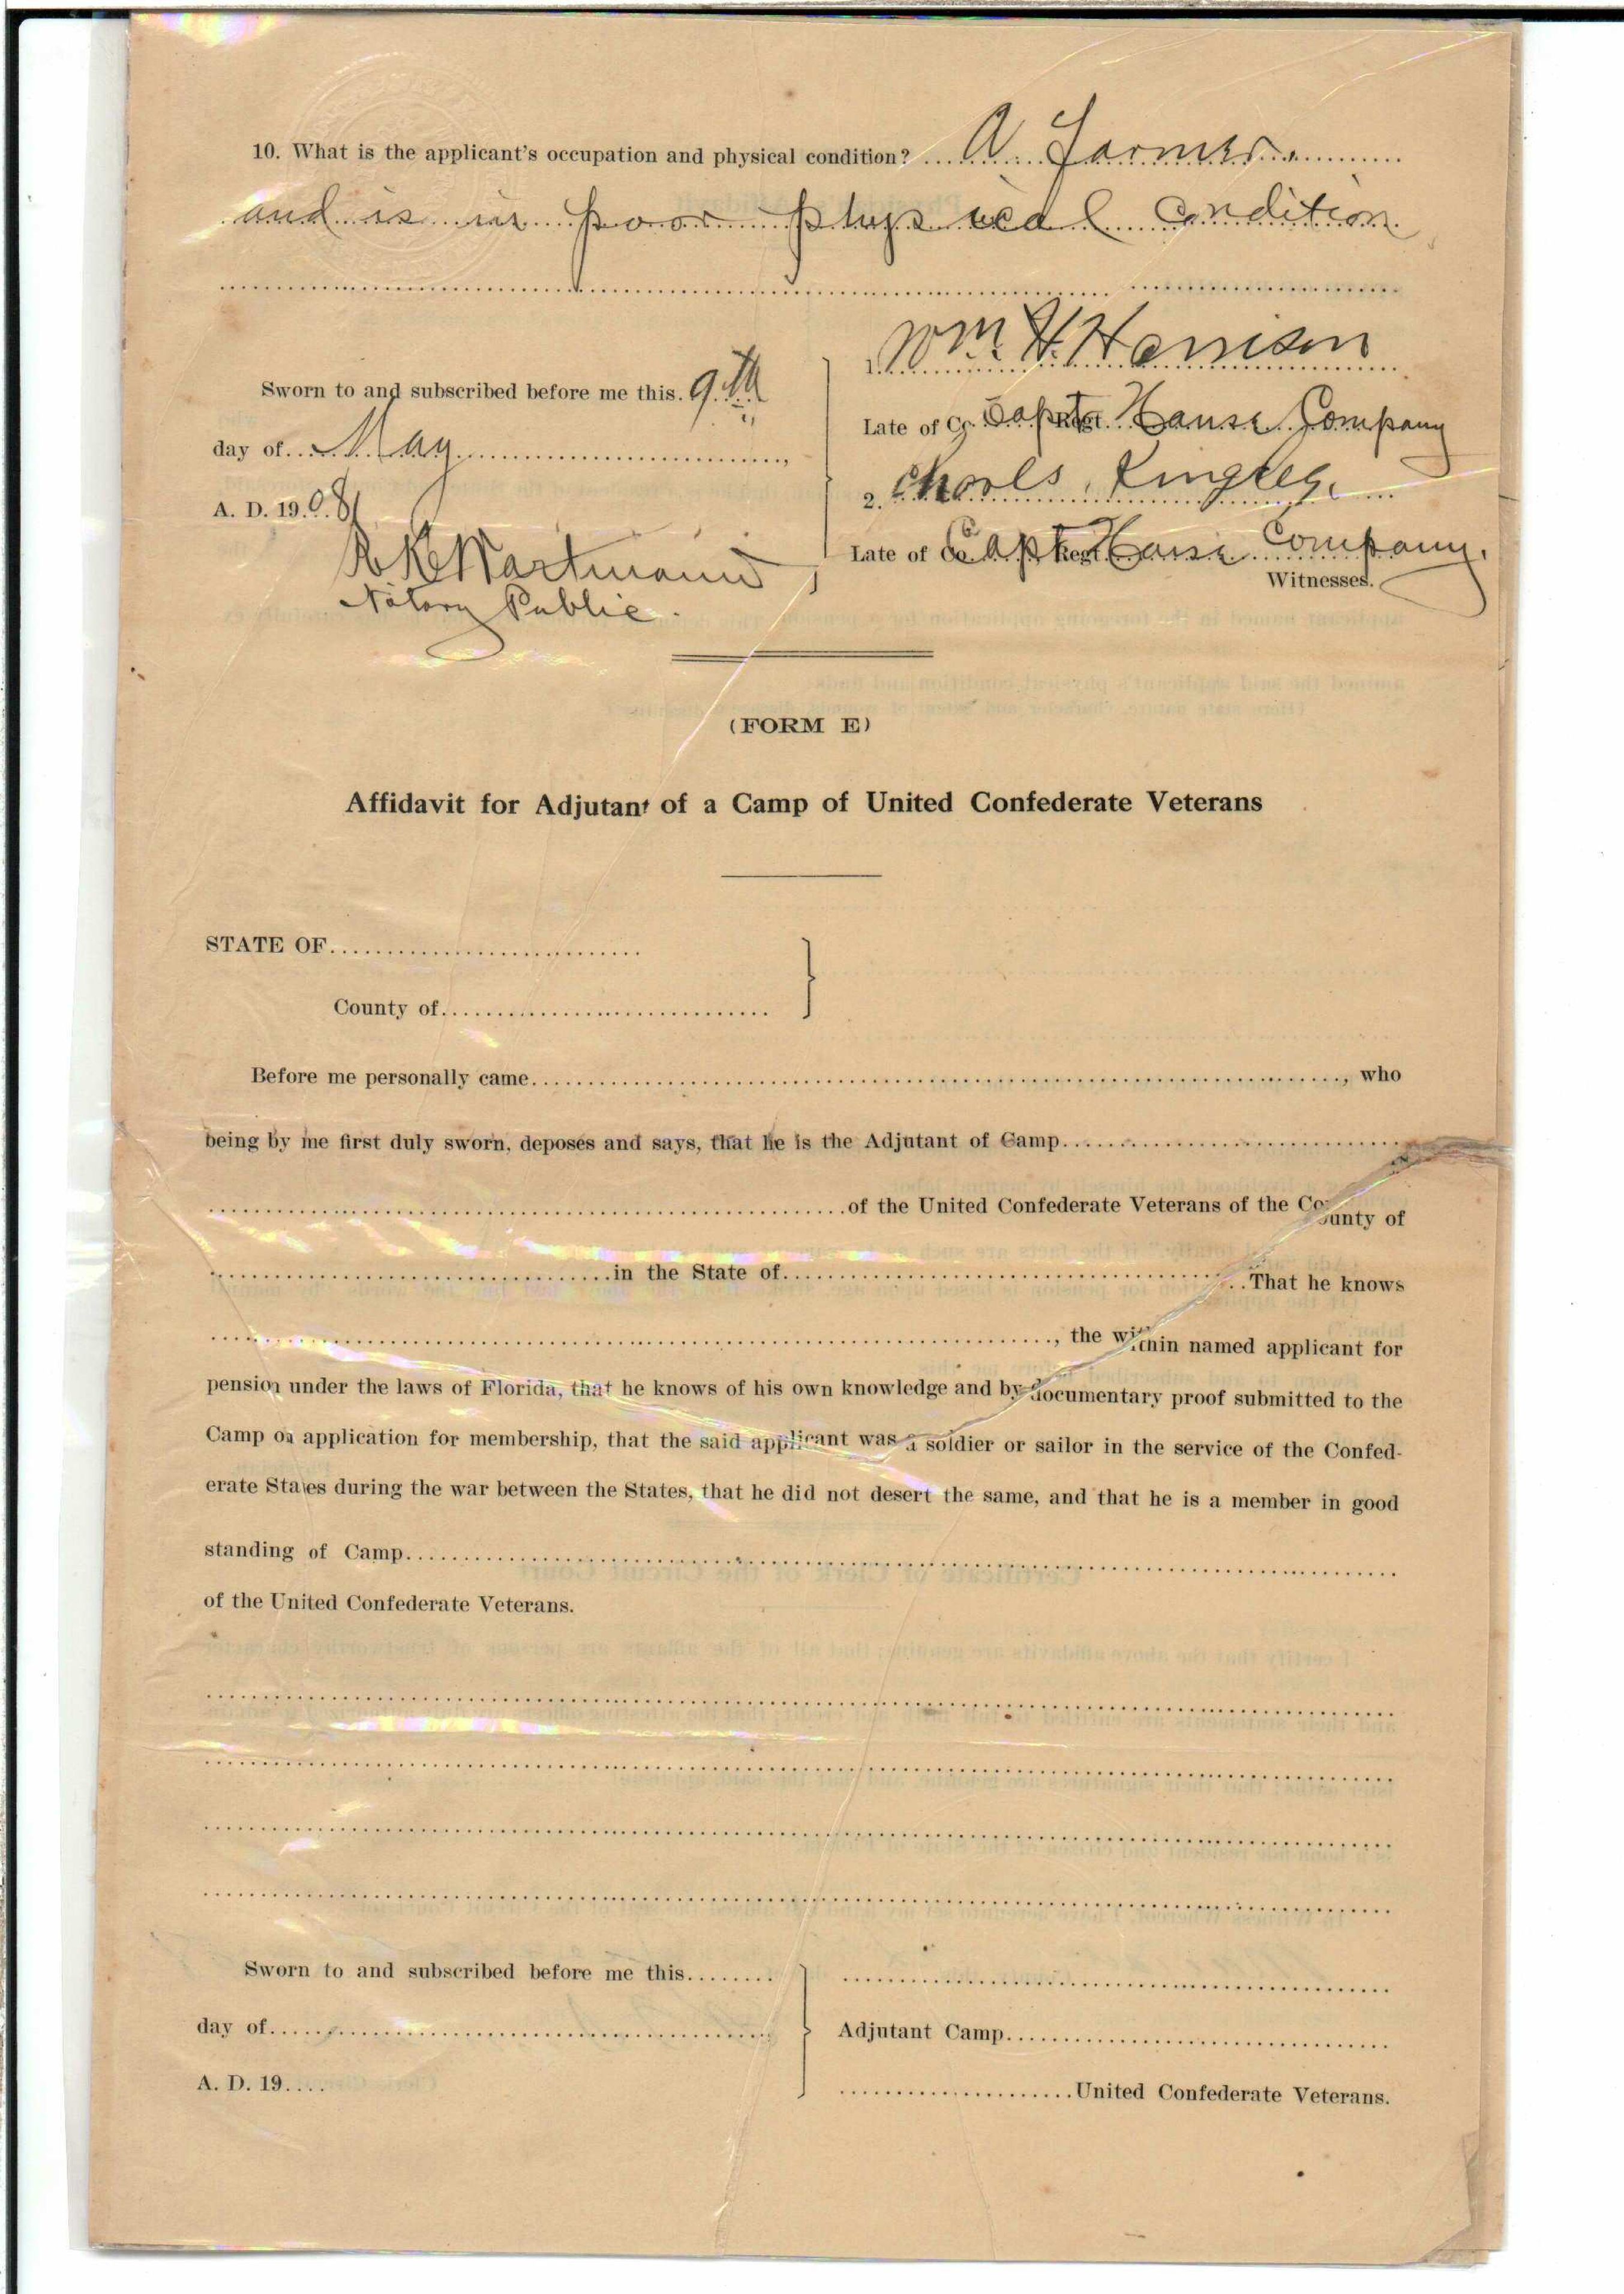 10. What is the applicant's occupation and physical condition? A Farmer
and is in poor physical Condition
Wm. H. Harrison
Sworn to and subscribed before me this 9th
Late of Co. Capt Regt. Hause Company
day of May,
2. Charls Kingley
A. D. 1908
Late of Co. Capt Regt. Hause Company.
Witnesses.
Wartmann
Notary Public.
(FORM E)
Affidavit for Adjutant of a Camp of United Confederate Veterans
STATE OF
County of
Before me personally came, who
being by me first duly sworn, deposes and says, that he is the Adjutant of Camp
of the United Confederate Veterans of the County of
in the State of That he knows
, the within named applicant for
pension under the laws of Florida, that he knows of his own knowledge and by documentary proof submitted to the
Camp on application for membership, that the said applicant was a soldier or sailor in the service of the Confed-
erate States during the war between the States, that he did not desert the same, and that he is a member in good
standing of Camp
of the United Confederate Veterans.
Sworn to and subscribed before me this
day of
Adjutant Camp
A. D. 19
United Confederate Veterans.